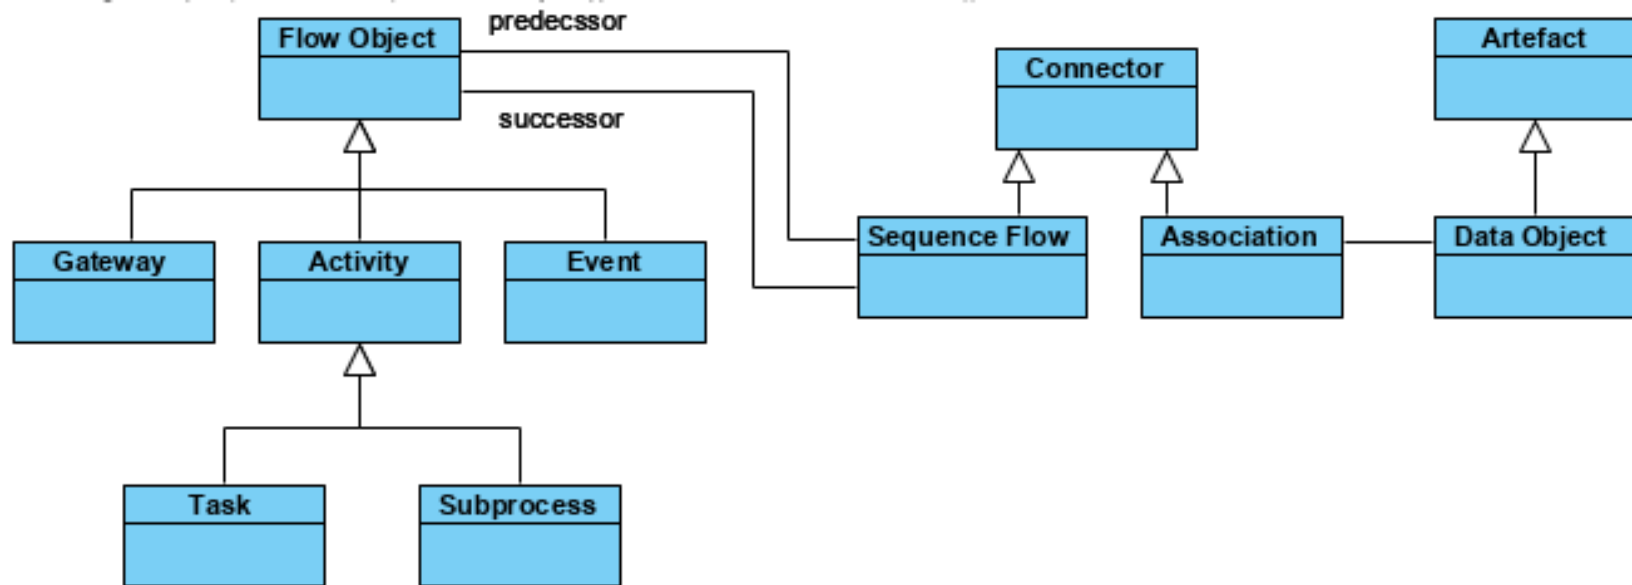 predecssor
Flow Object
Artefact
Connector
successor
Sequence Flow
Association
Data Object
Gateway
Activity
Event
Task
Subprocess